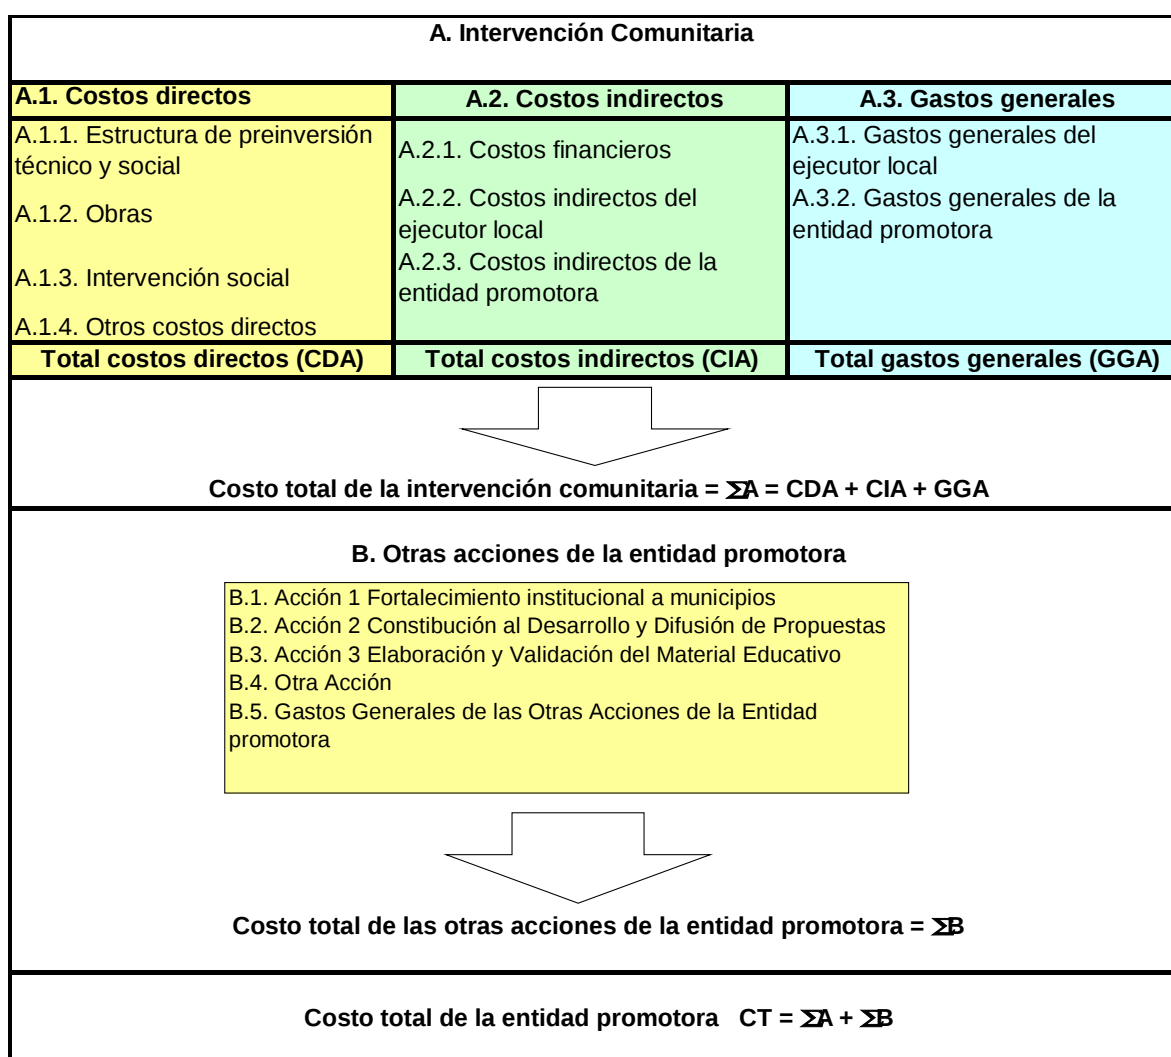 A. Intervención Comunitaria
A.1. Costos directos
A.2. Costos indirectos
A.3. Gastos generales
A.1.1. Estructura de preinversión
técnico y social
A.1.2. Obras
A.1.3. Intervención social
A.1.4. Otros costos directos
A.2.1. Costos financieros
A.2.2. Costos indirectos del
ejecutor local
A.2.3. Costos indirectos de la
entidad promotora
A.3.1. Gastos generales del
ejecutor local
A.3.2. Gastos generales de la
entidad promotora
Total costos directos (CDA)
Total costos indirectos (CIA)
Total gastos generales (GGA)
Costo total de la intervención comunitaria = ∑A = CDA + CIA + GGA
B. Otras acciones de la entidad promotora
B.1. Acción 1 Fortalecimiento institucional a municipios
B.2. Acción 2 Constibución al Desarrollo y Difusión de Propuestas
B.3. Acción 3 Elaboración y Validación del Material Educativo
B.4. Otra Acción
B.5. Gastos Generales de las Otras Acciones de la Entidad
promotora
Costo total de las otras acciones de la entidad promotora = ∑B
Costo total de la entidad promotora CT = ∑A + ∑B